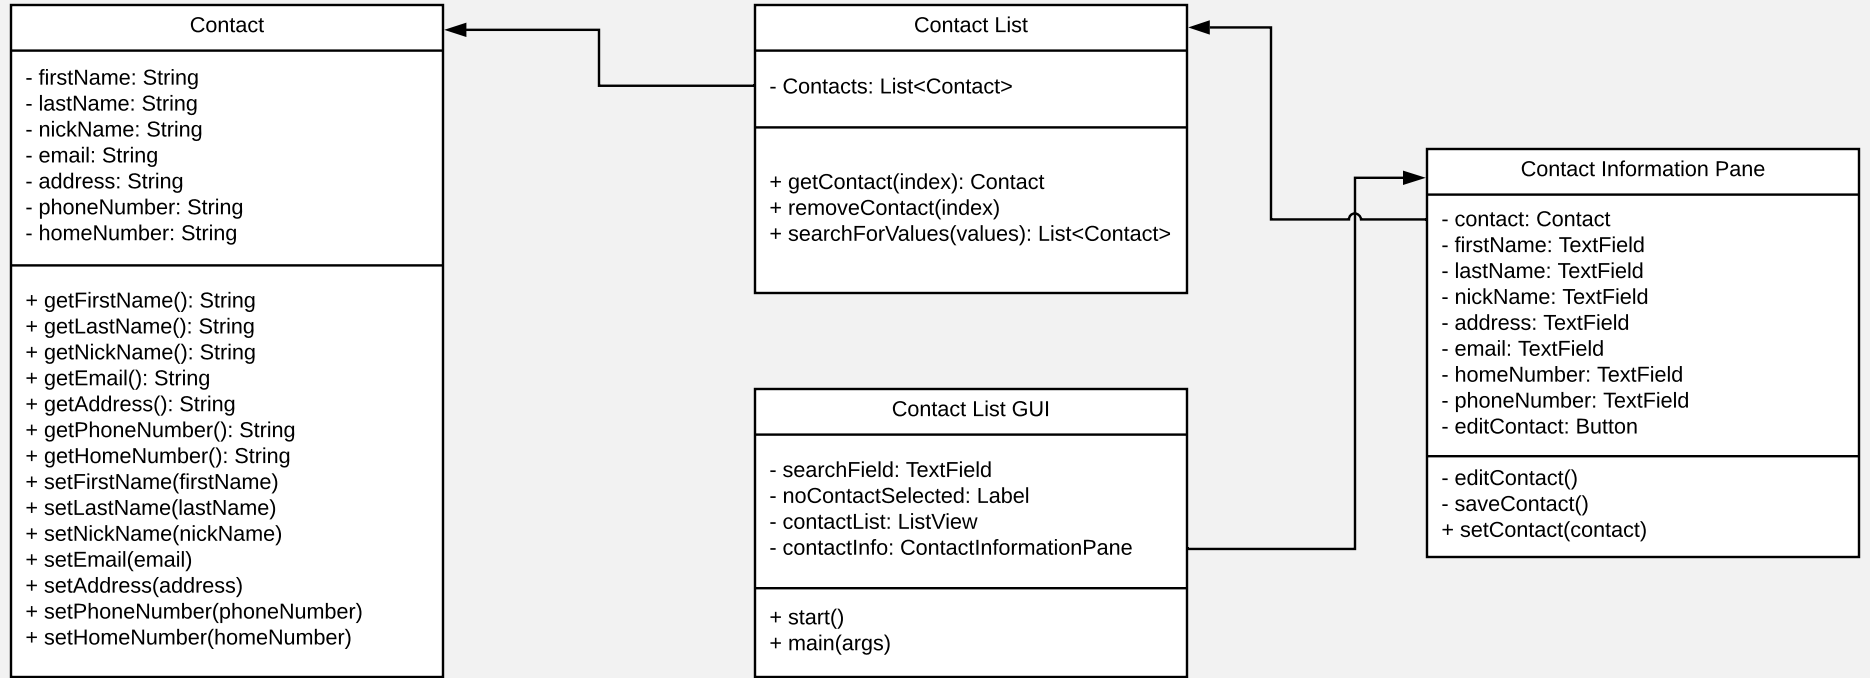 Contact
- firstName: String
- lastName: String
- nickName: String
- email: String
- address: String
- phoneNumber: String
- homeNumber: String
+ getFirstName(): String
+ getLastName(): String
+ getNickName(): String
+ getEmail(): String
+ getAddress(): String
+ getPhoneNumber(): String
+ getHomeNumber(): String
+ setFirstName(firstName)
+ setLastName(lastName)
+ setNickName(nickName)
+ setEmail(email)
+ setAddress(address)
+ setPhoneNumber(phoneNumber)
+ setHomeNumber(homeNumber)
Contact List
- Contacts: List<Contact>
+ getContact(index): Contact
+ removeContact(index)
+ searchForValues(values): List<Contact>
Contact List GUI
- searchField: TextField
- noContactSelected: Label
- contactList: ListView
- contactInfo: ContactInformationPane
+ start()
+ main(args)
Contact Information Pane
- contact: Contact
- firstName: TextField
- lastName: TextField
- nickName: TextField
- address: TextField
- email: TextField
- homeNumber: TextField
- phoneNumber: TextField
- editContact: Button
- editContact()
- saveContact()
+ setContact(contact)